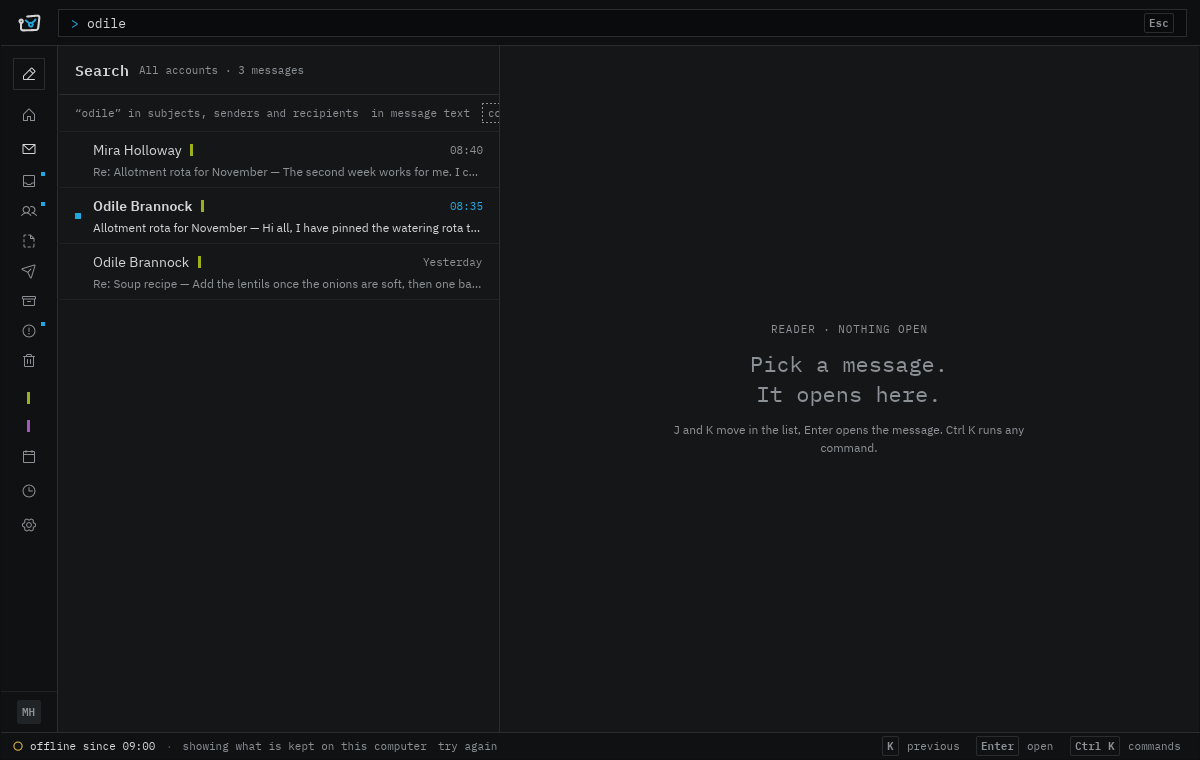 > odile Esc
Search All accounts · 3 messages
“odile” in subjects, senders and recipients in message text
Mira Holloway 08:40
Re: Allotment rota for November — The second week works for me. I c…
Odile Brannock 08:35
Allotment rota for November — Hi all, I have pinned the watering rota t…
Odile Brannock Yesterday
Re: Soup recipe — Add the lentils once the onions are soft, then one ba…
READER · NOTHING OPEN
Pick a message.
It opens here.
J and K move in the list, Enter opens the message. Ctrl K runs any
command.
MH
offline since 09:00 · showing what is kept on this computer try again K previous Enter open Ctrl K commands